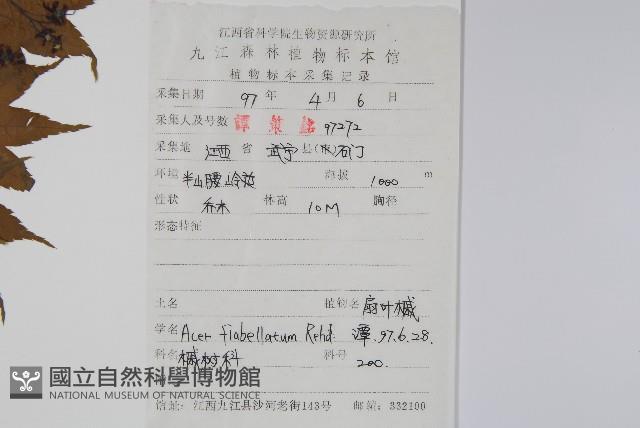 江西省科学院生物资源研究所
九江森林植物标本馆
植物标本采集记录
采集日期 97 年 4 月 6 日
采集人及号数 譚策銘 97272
采集地 江西 省 武宁 县(市)石门
环境 半山腰 海拔 1000 m
性状 乔木 株高 10M 胸径
形态特征
土名 植物名 扇叶槭
学名 Acer flabellatum Rehd. 譚.97.6.28.
科名 槭树科 科号 200.
國立自然科學博物館
NATIONAL MUSEUM OF NATURAL SCIENCE
馆址:江西九江县沙河老街143号 邮编:332100